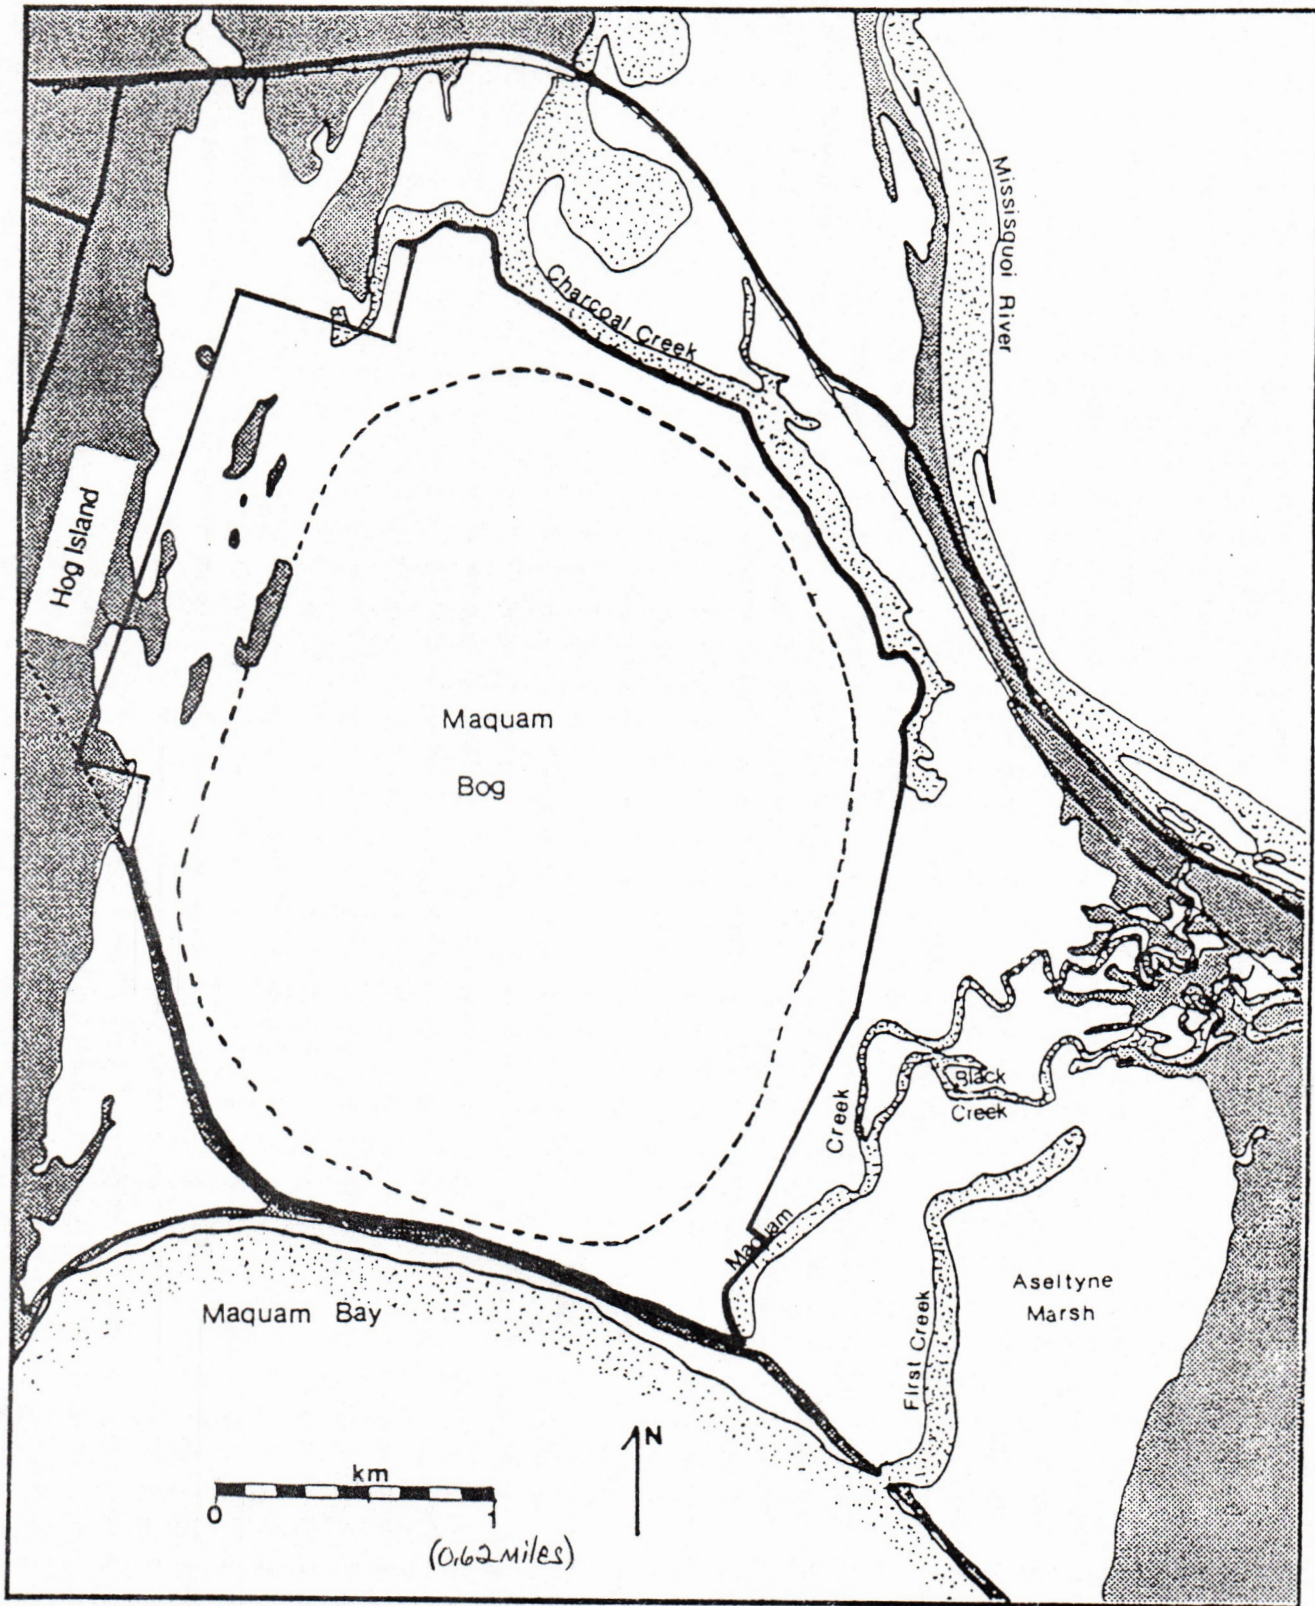 Missisquoi River
Charcoal Creek
Hog Island
Maquam
Bog
Black
Creek
Maquam Creek
Aseltyne
Marsh
First Creek
Maquam Bay
N
km
0 1
(0.62 MILES)